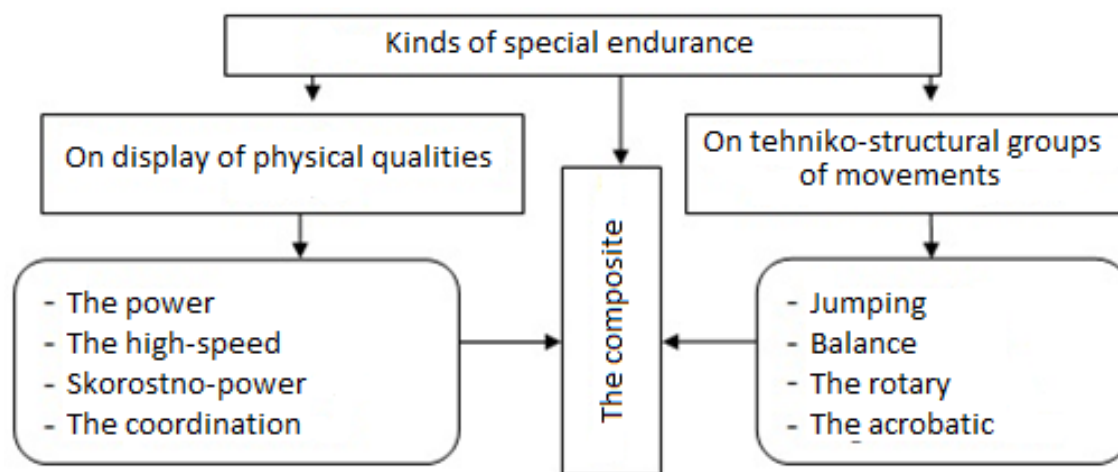 Kinds of special endurance
On display of physical qualities
On tehniko-structural groups
of movements
The composite
- The power
- The high-speed
- Skorostno-power
- The coordination
- Jumping
- Balance
- The rotary
- The acrobatic